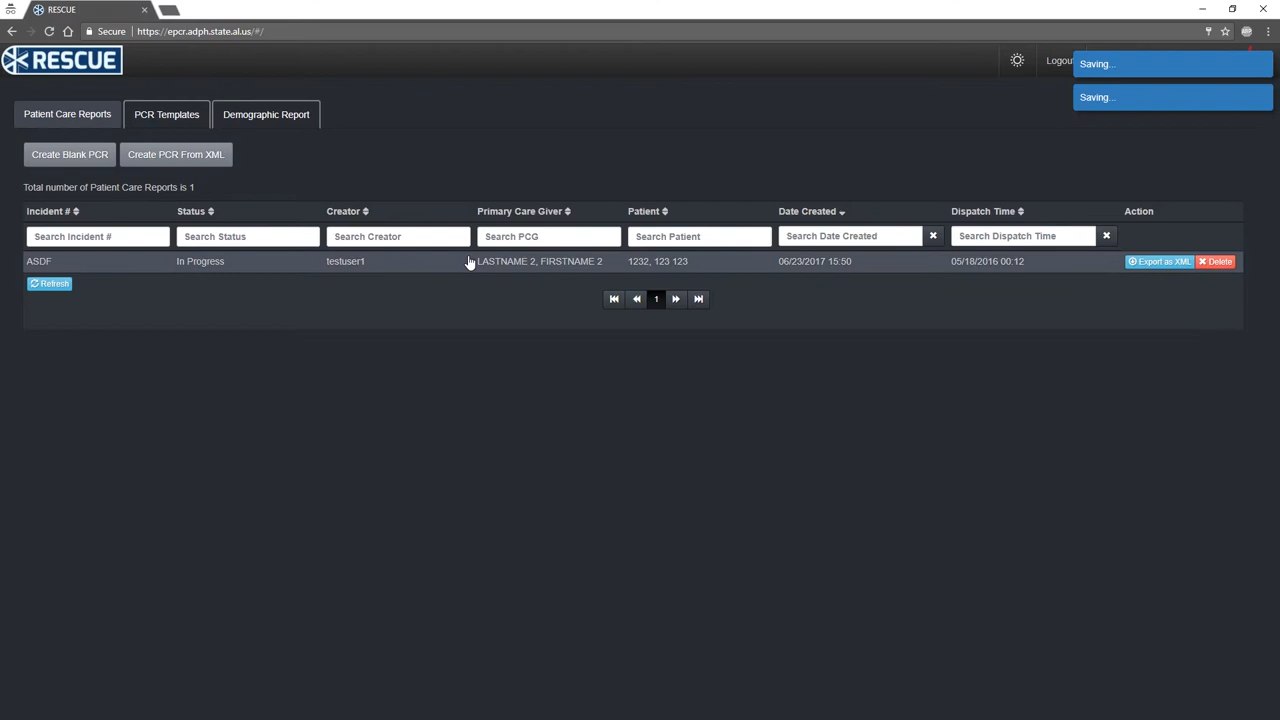 RESCUE
Secure https://epcr.adph.state.al.us/#/
RESCUE
Logout
Saving...
Saving...
Patient Care Reports PCR Templates Demographic Report
Create Blank PCR Create PCR From XML
Total number of Patient Care Reports is 1
Incident # Status Creator Primary Care Giver Patient Date Created Dispatch Time Action
Search Incident # Search Status Search Creator Search PCG Search Patient Search Date Created Search Dispatch Time
ASDF In Progress testuser1 LASTNAME 2, FIRSTNAME 2 1232, 123 123 06/23/2017 15:50 05/18/2016 00:12 Export as XML Delete
Refresh
1